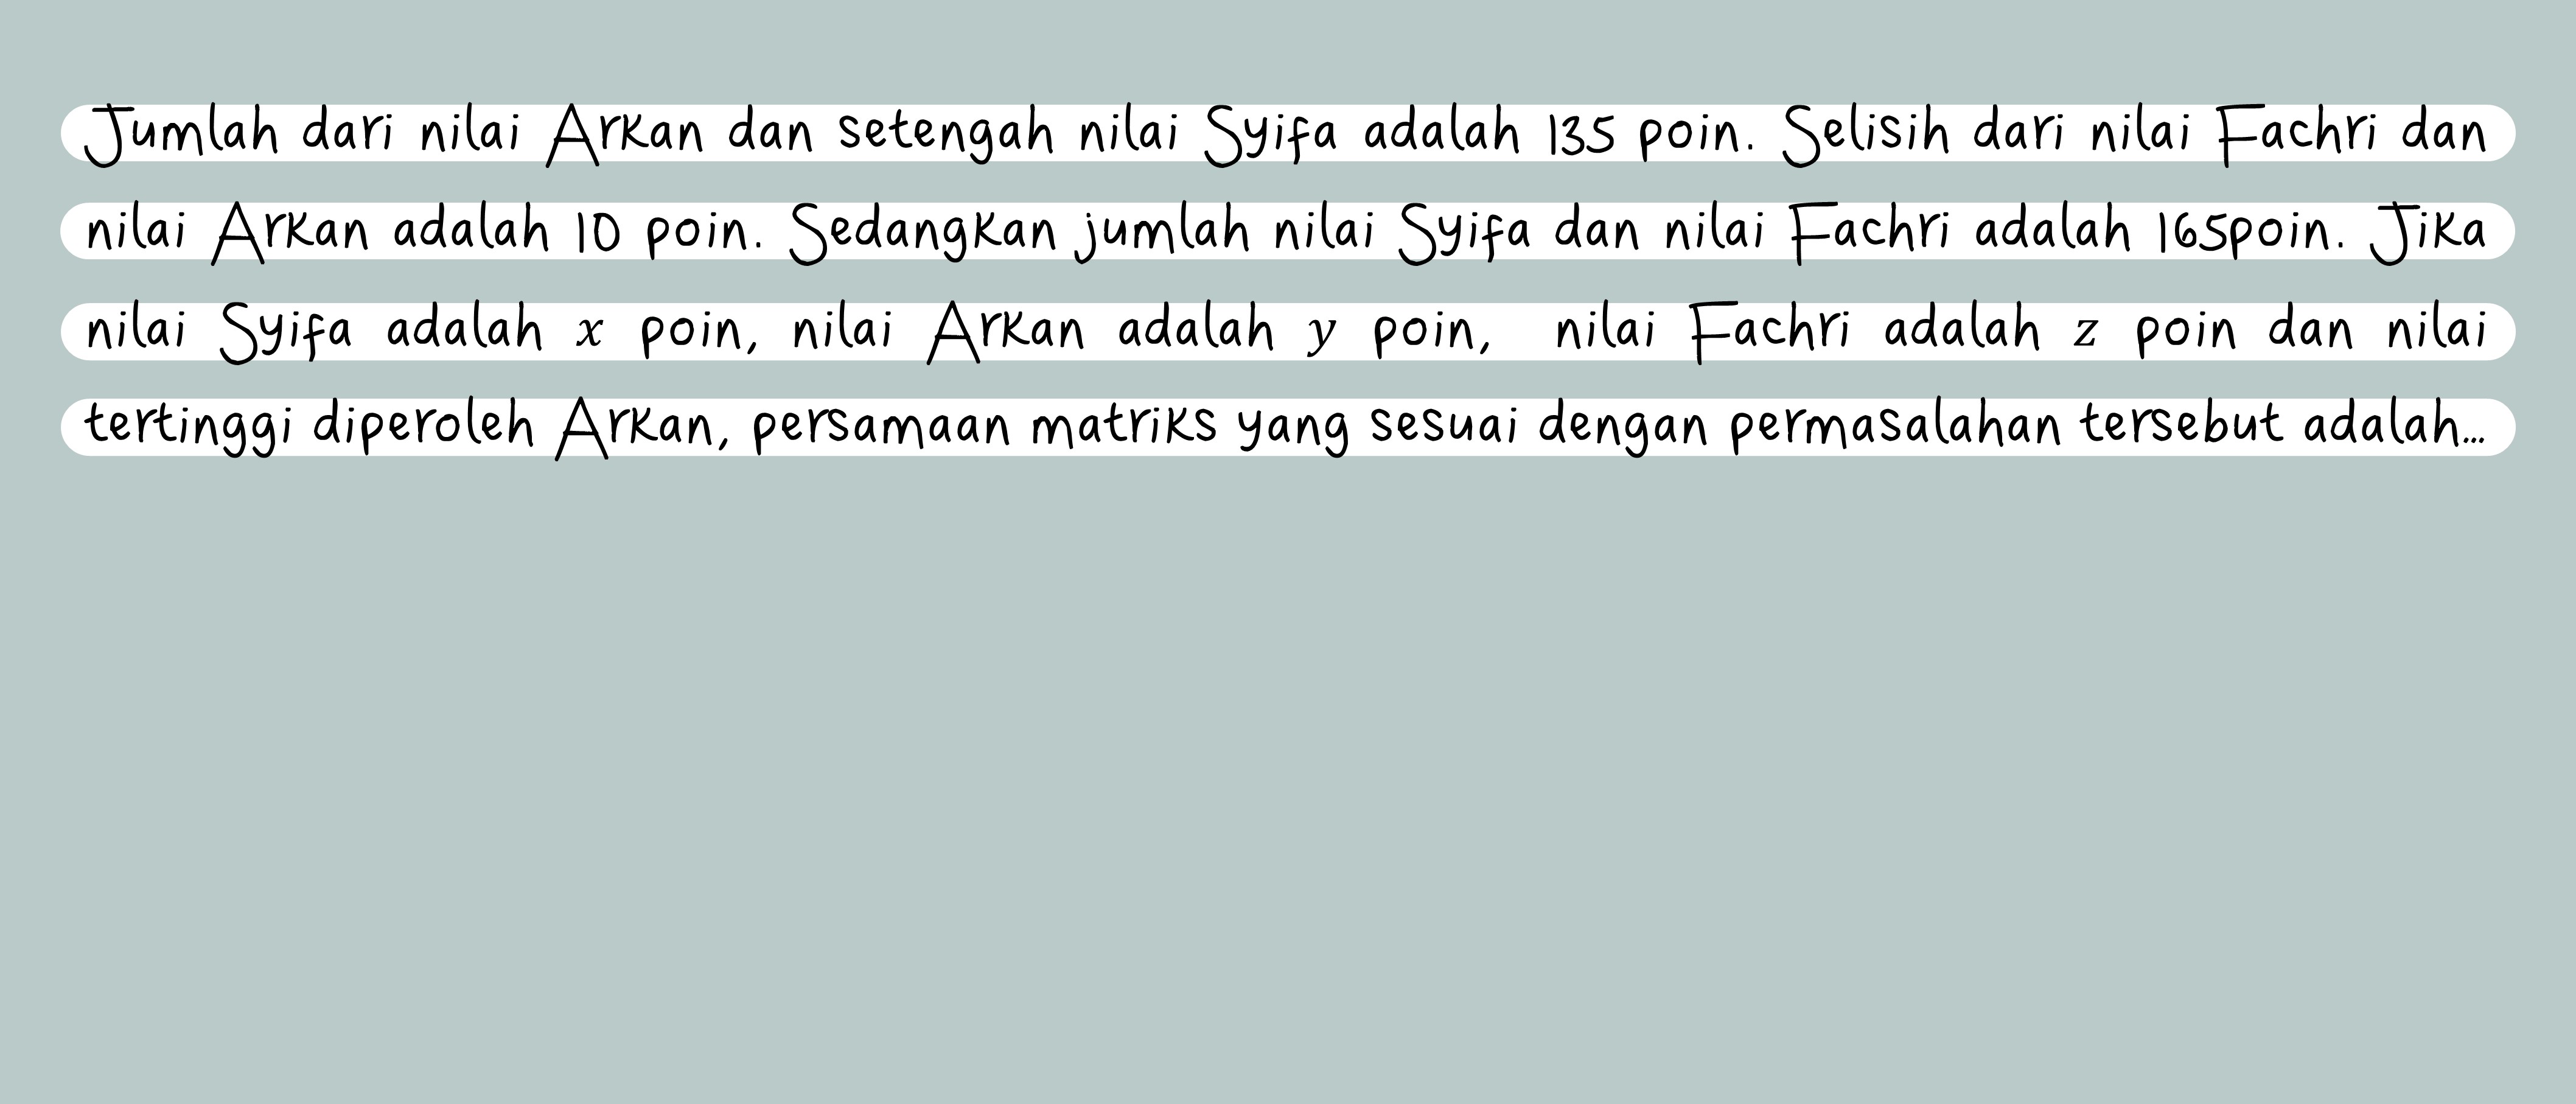 Jumlah dari nilai Arkan dan setengah nilai Syifa adalah 135 poin. Selisih dari nilai Fachri dan
nilai Arkan adalah 10 poin. Sedangkan jumlah nilai Syifa dan nilai Fachri adalah 165poin. Jika
nilai Syifa adalah x poin, nilai Arkan adalah y poin, nilai Fachri adalah z poin dan nilai
tertinggi diperoleh Arkan, persamaan matriks yang sesuai dengan permasalahan tersebut adalah...